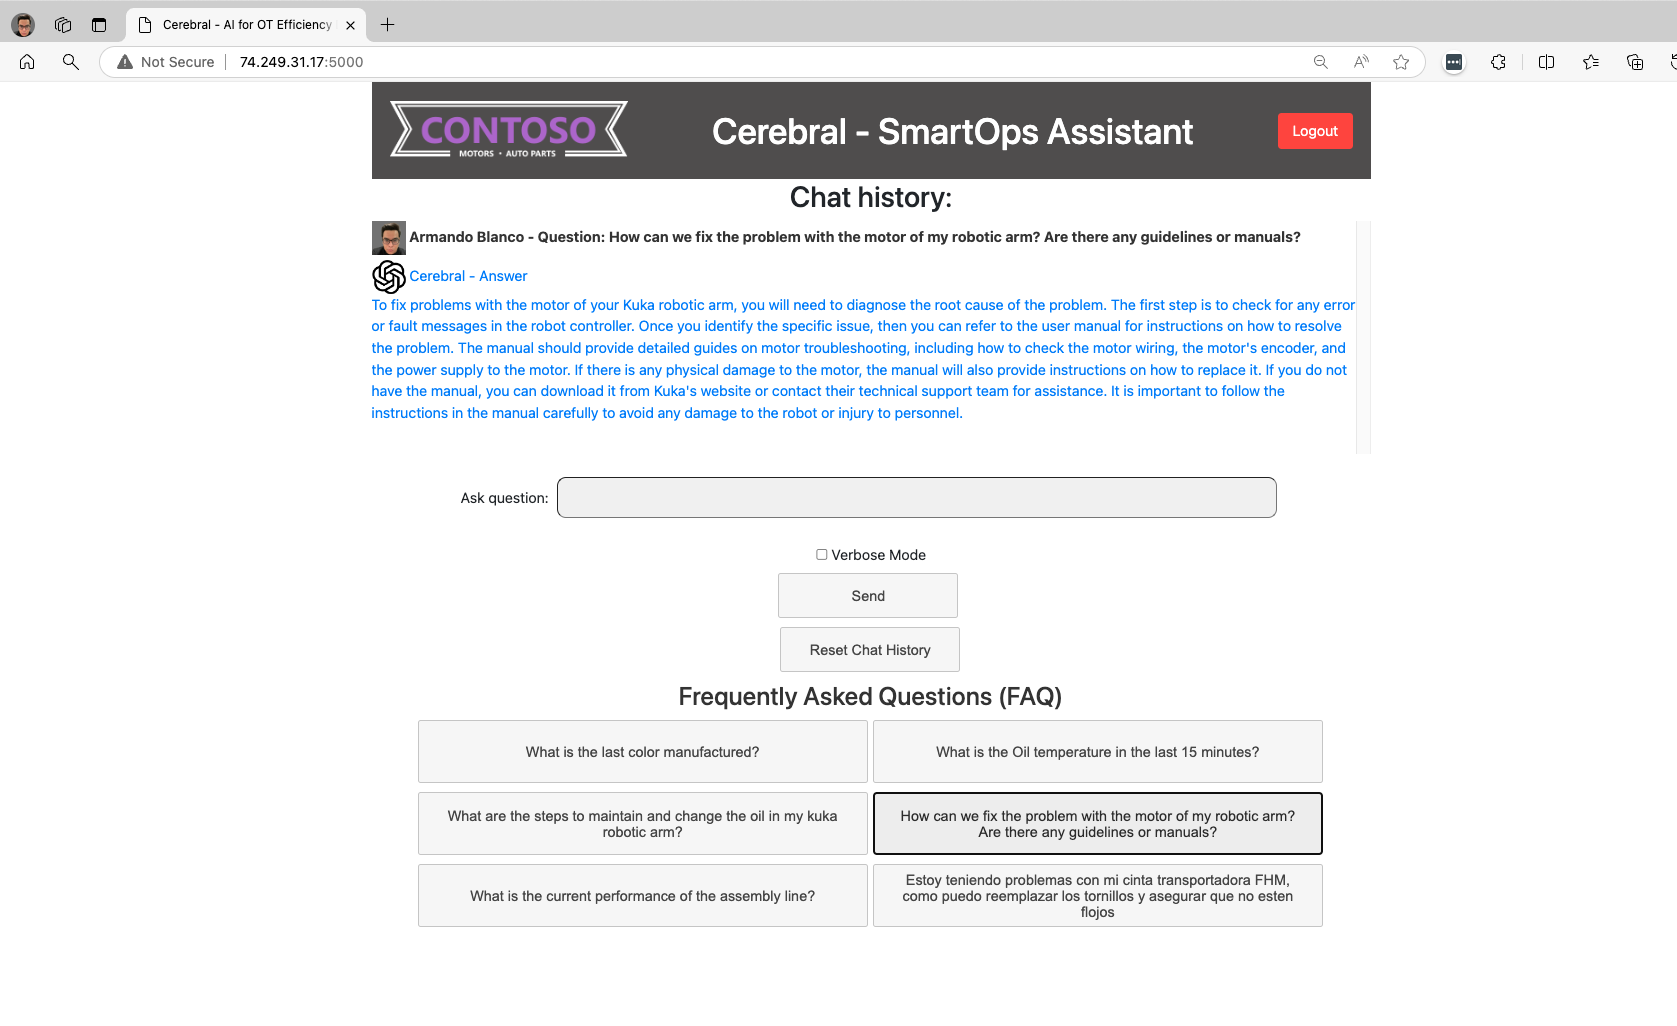 Cerebral - AI for OT Efficiency
Not Secure 74.249.31.17:5000
CONTOSO
MOTORS • AUTO PARTS
Cerebral - SmartOps Assistant
Logout
Chat history:
Armando Blanco - Question: How can we fix the problem with the motor of my robotic arm? Are there any guidelines or manuals?
Cerebral - Answer
To fix problems with the motor of your Kuka robotic arm, you will need to diagnose the root cause of the problem. The first step is to check for any error
or fault messages in the robot controller. Once you identify the specific issue, then you can refer to the user manual for instructions on how to resolve
the problem. The manual should provide detailed guides on motor troubleshooting, including how to check the motor wiring, the motor's encoder, and
the power supply to the motor. If there is any physical damage to the motor, the manual will also provide instructions on how to replace it. If you do not
have the manual, you can download it from Kuka's website or contact their technical support team for assistance. It is important to follow the
instructions in the manual carefully to avoid any damage to the robot or injury to personnel.
Ask question:
Verbose Mode
Send
Reset Chat History
Frequently Asked Questions (FAQ)
What is the last color manufactured?
What is the Oil temperature in the last 15 minutes?
What are the steps to maintain and change the oil in my kuka
robotic arm?
How can we fix the problem with the motor of my robotic arm?
Are there any guidelines or manuals?
What is the current performance of the assembly line?
Estoy teniendo problemas con mi cinta transportadora FHM,
como puedo reemplazar los tornillos y asegurar que no esten
flojos